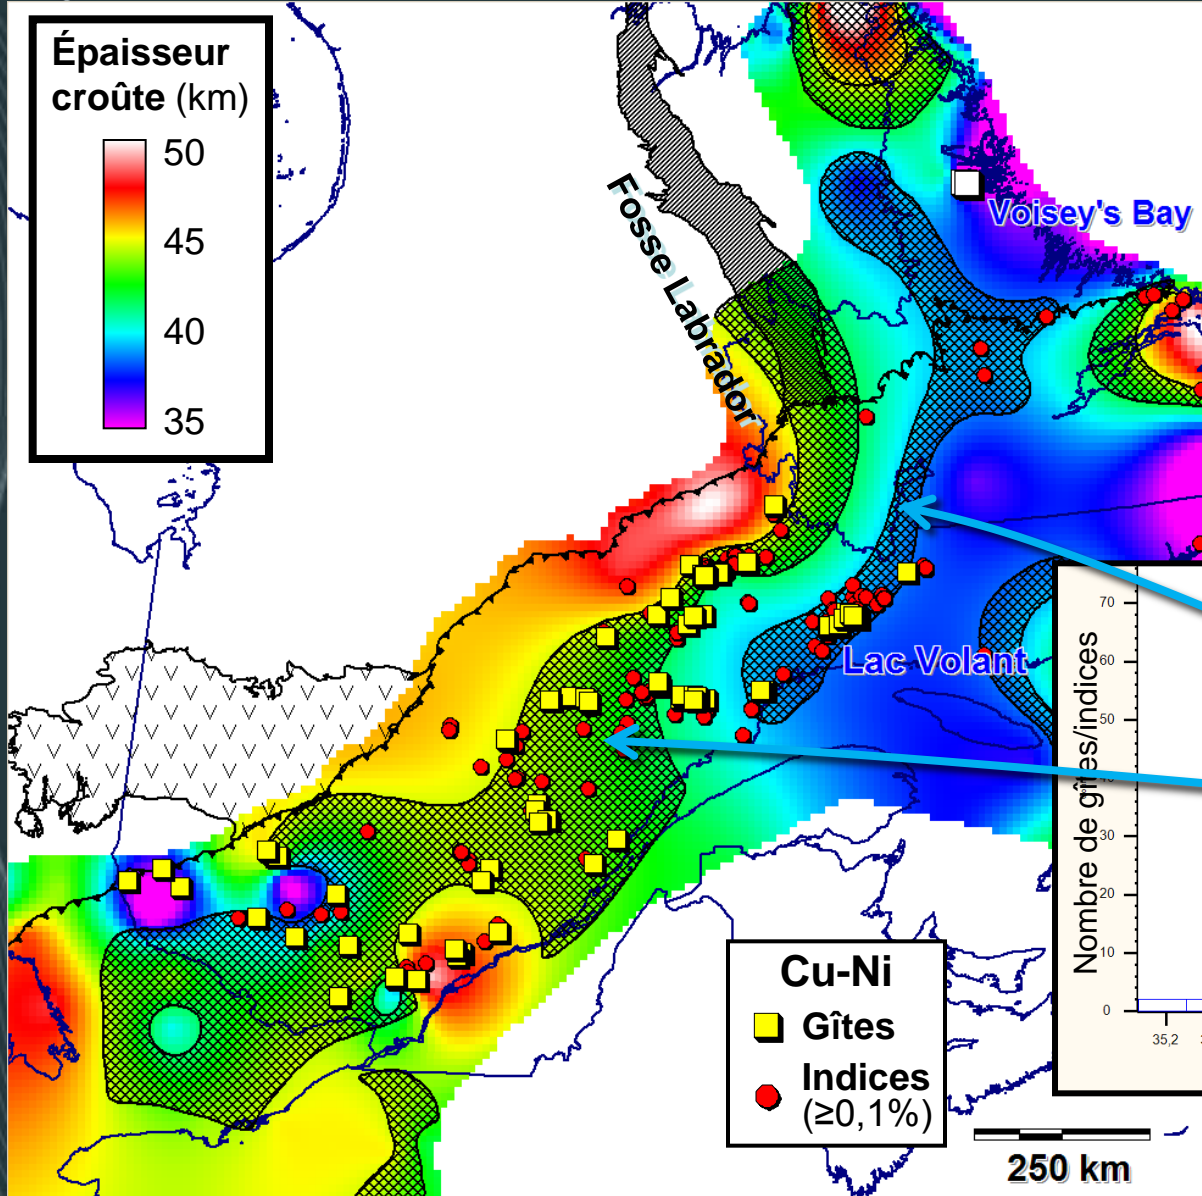 Épaisseur
croûte (km)
50
45
40
35
Fosse Labrador
Voisey's Bay
Lac Volant
Nombre de gîtes/indices
70
60
50
30
20
10
0
35,2
Cu-Ni
Gîtes
Indices
(≥0,1%)
250 km